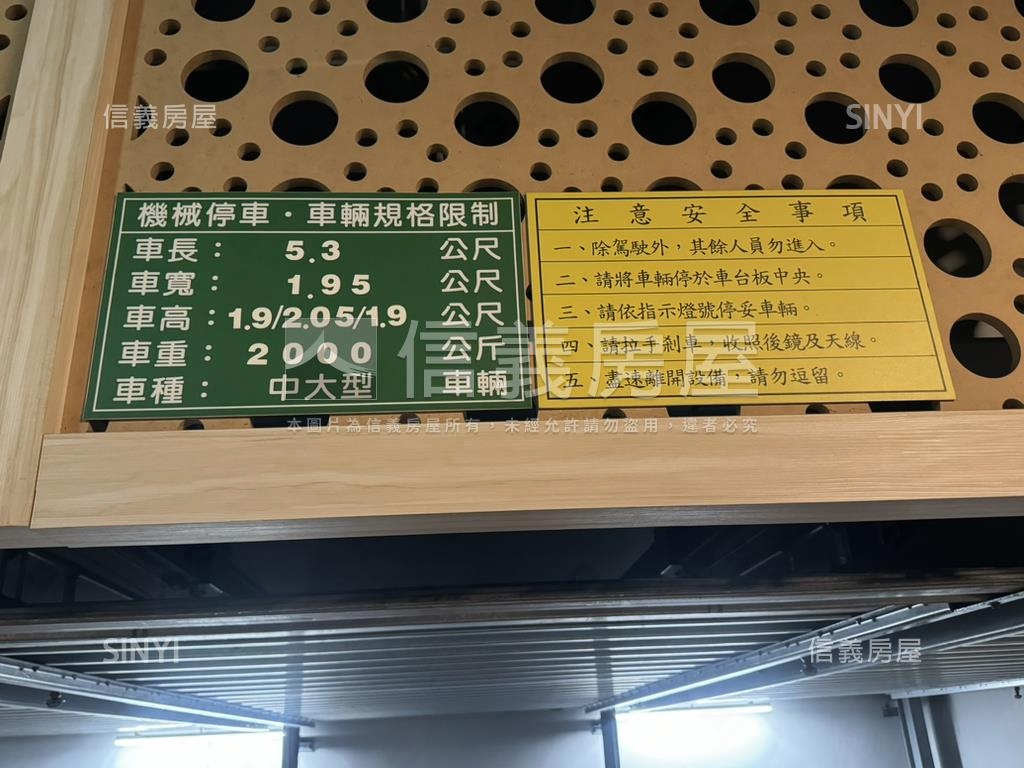 信義房屋
SINYI
機械停車・車輛規格限制
車長： 5.3 公尺
車寬： 1.95 公尺
車高：1.9/2.05/1.9 公尺
車重： 2000 公斤
車種： 中大型 車輛
注意安全事項
一、除駕駛外，其餘人員勿進入。
二、請將車輛停於車台板中央。
三、請依指示燈號停妥車輛。
四、請拉手剎車，收照後鏡及天線。
五、盡速離開設備，請勿逗留。
信義房屋
本圖片為信義房屋所有，未經允許請勿盜用，違者必究
SINYI
信義房屋